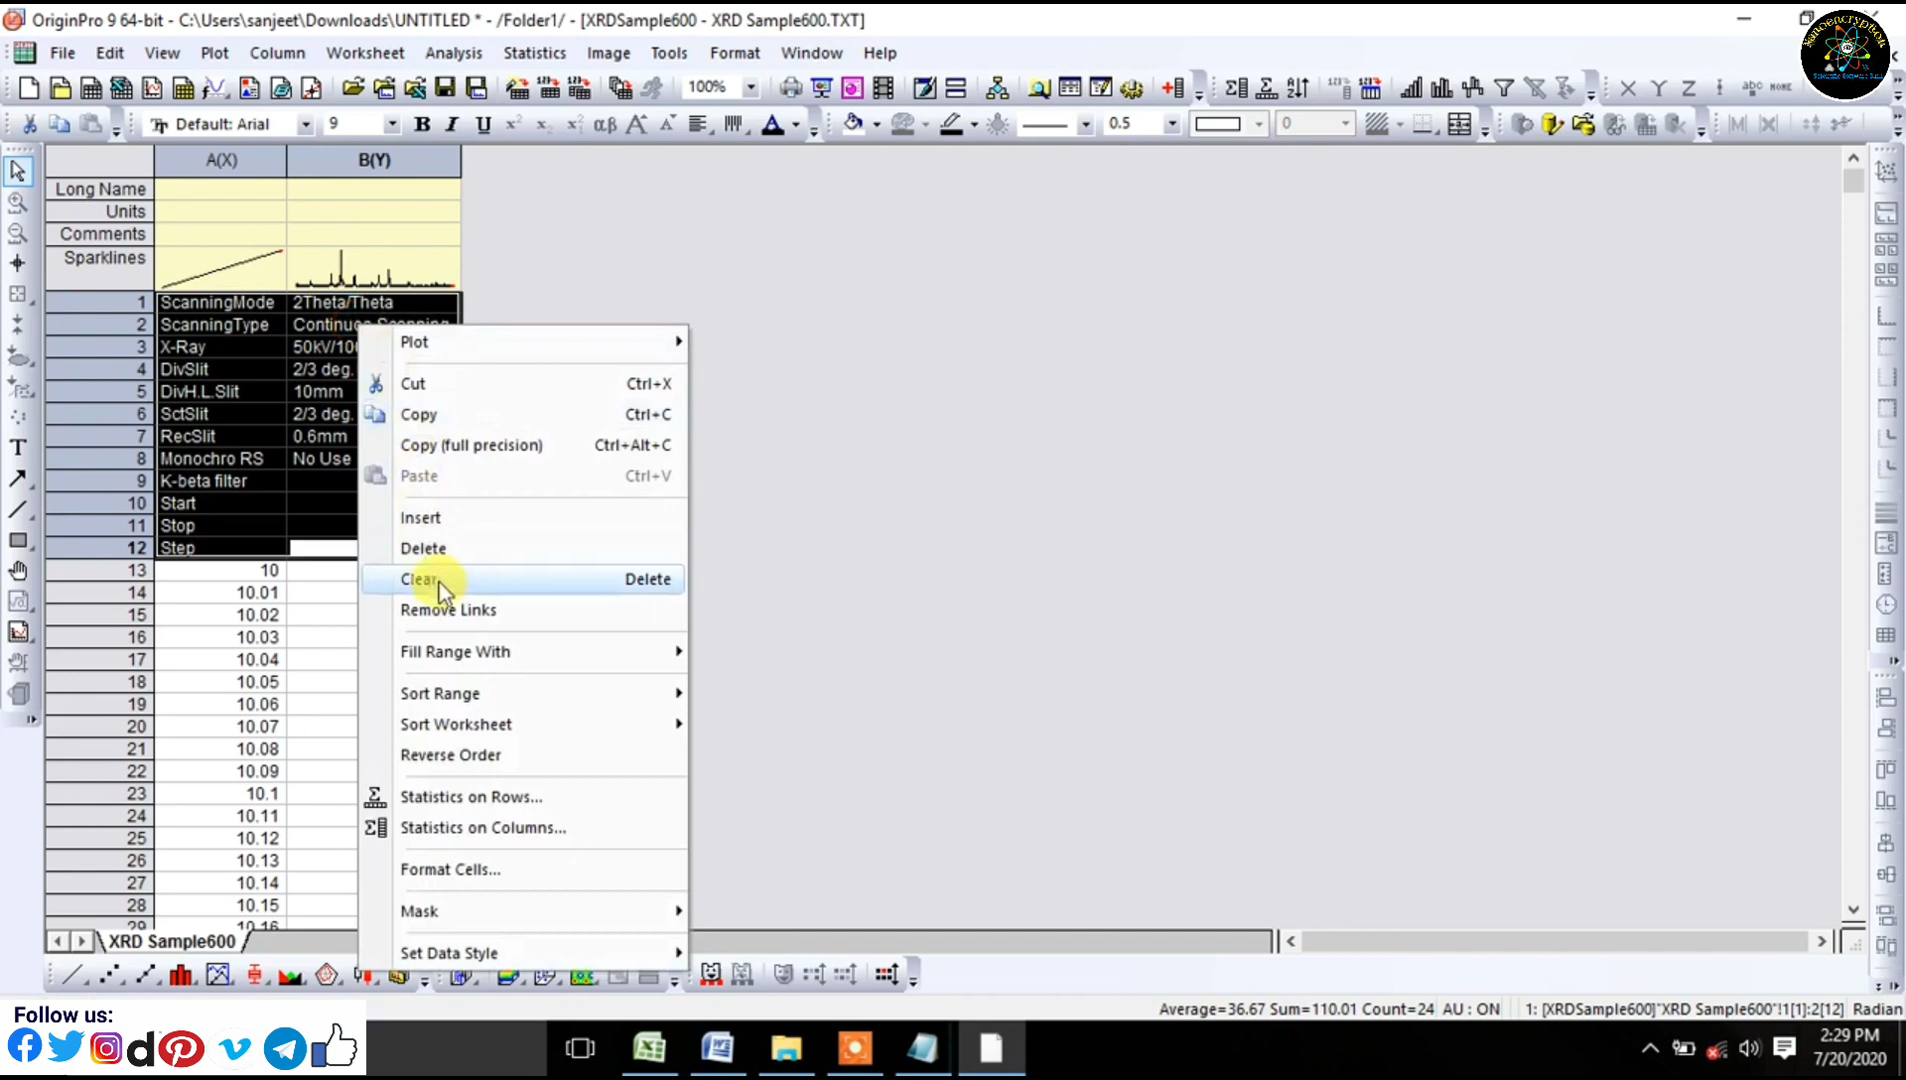 OriginPro 9 64-bit - C:\Users\sanjeet\Downloads\UNTITLED * - /Folder1/ - [XRDSample600 - XRD Sample600.TXT]
Nanoencryption
File Edit View Plot Column Worksheet Analysis Statistics Image Tools Format Window Help
100%
Default: Arial 9 B I U αβ A 0.5 0
A(X) B(Y)
Long Name
Units
Comments
Sparklines
1 ScanningMode 2Theta/Theta
2 ScanningType Continuos Scanning
3 X-Ray 50kV/100
4 DivSlit 2/3 deg.
5 DivH.L.Slit 10mm
6 SctSlit 2/3 deg.
7 RecSlit 0.6mm
8 Monochro RS No Use
9 K-beta filter
10 Start
11 Stop
12 Step
13 10
14 10.01
15 10.02
16 10.03
17 10.04
18 10.05
19 10.06
20 10.07
21 10.08
22 10.09
23 10.1
24 10.11
25 10.12
26 10.13
27 10.14
28 10.15
29 10.16
Plot
Cut Ctrl+X
Copy Ctrl+C
Copy (full precision) Ctrl+Alt+C
Paste Ctrl+V
Insert
Delete
Clear Delete
Remove Links
Fill Range With
Sort Range
Sort Worksheet
Reverse Order
Statistics on Rows...
Statistics on Columns...
Format Cells...
Mask
Set Data Style
XRD Sample600
Average=36.67 Sum=110.01 Count=24 AU : ON 1: [XRDSample600]"XRD Sample600"!1[1]:2[12] Radian
Follow us:
2:29 PM
7/20/2020